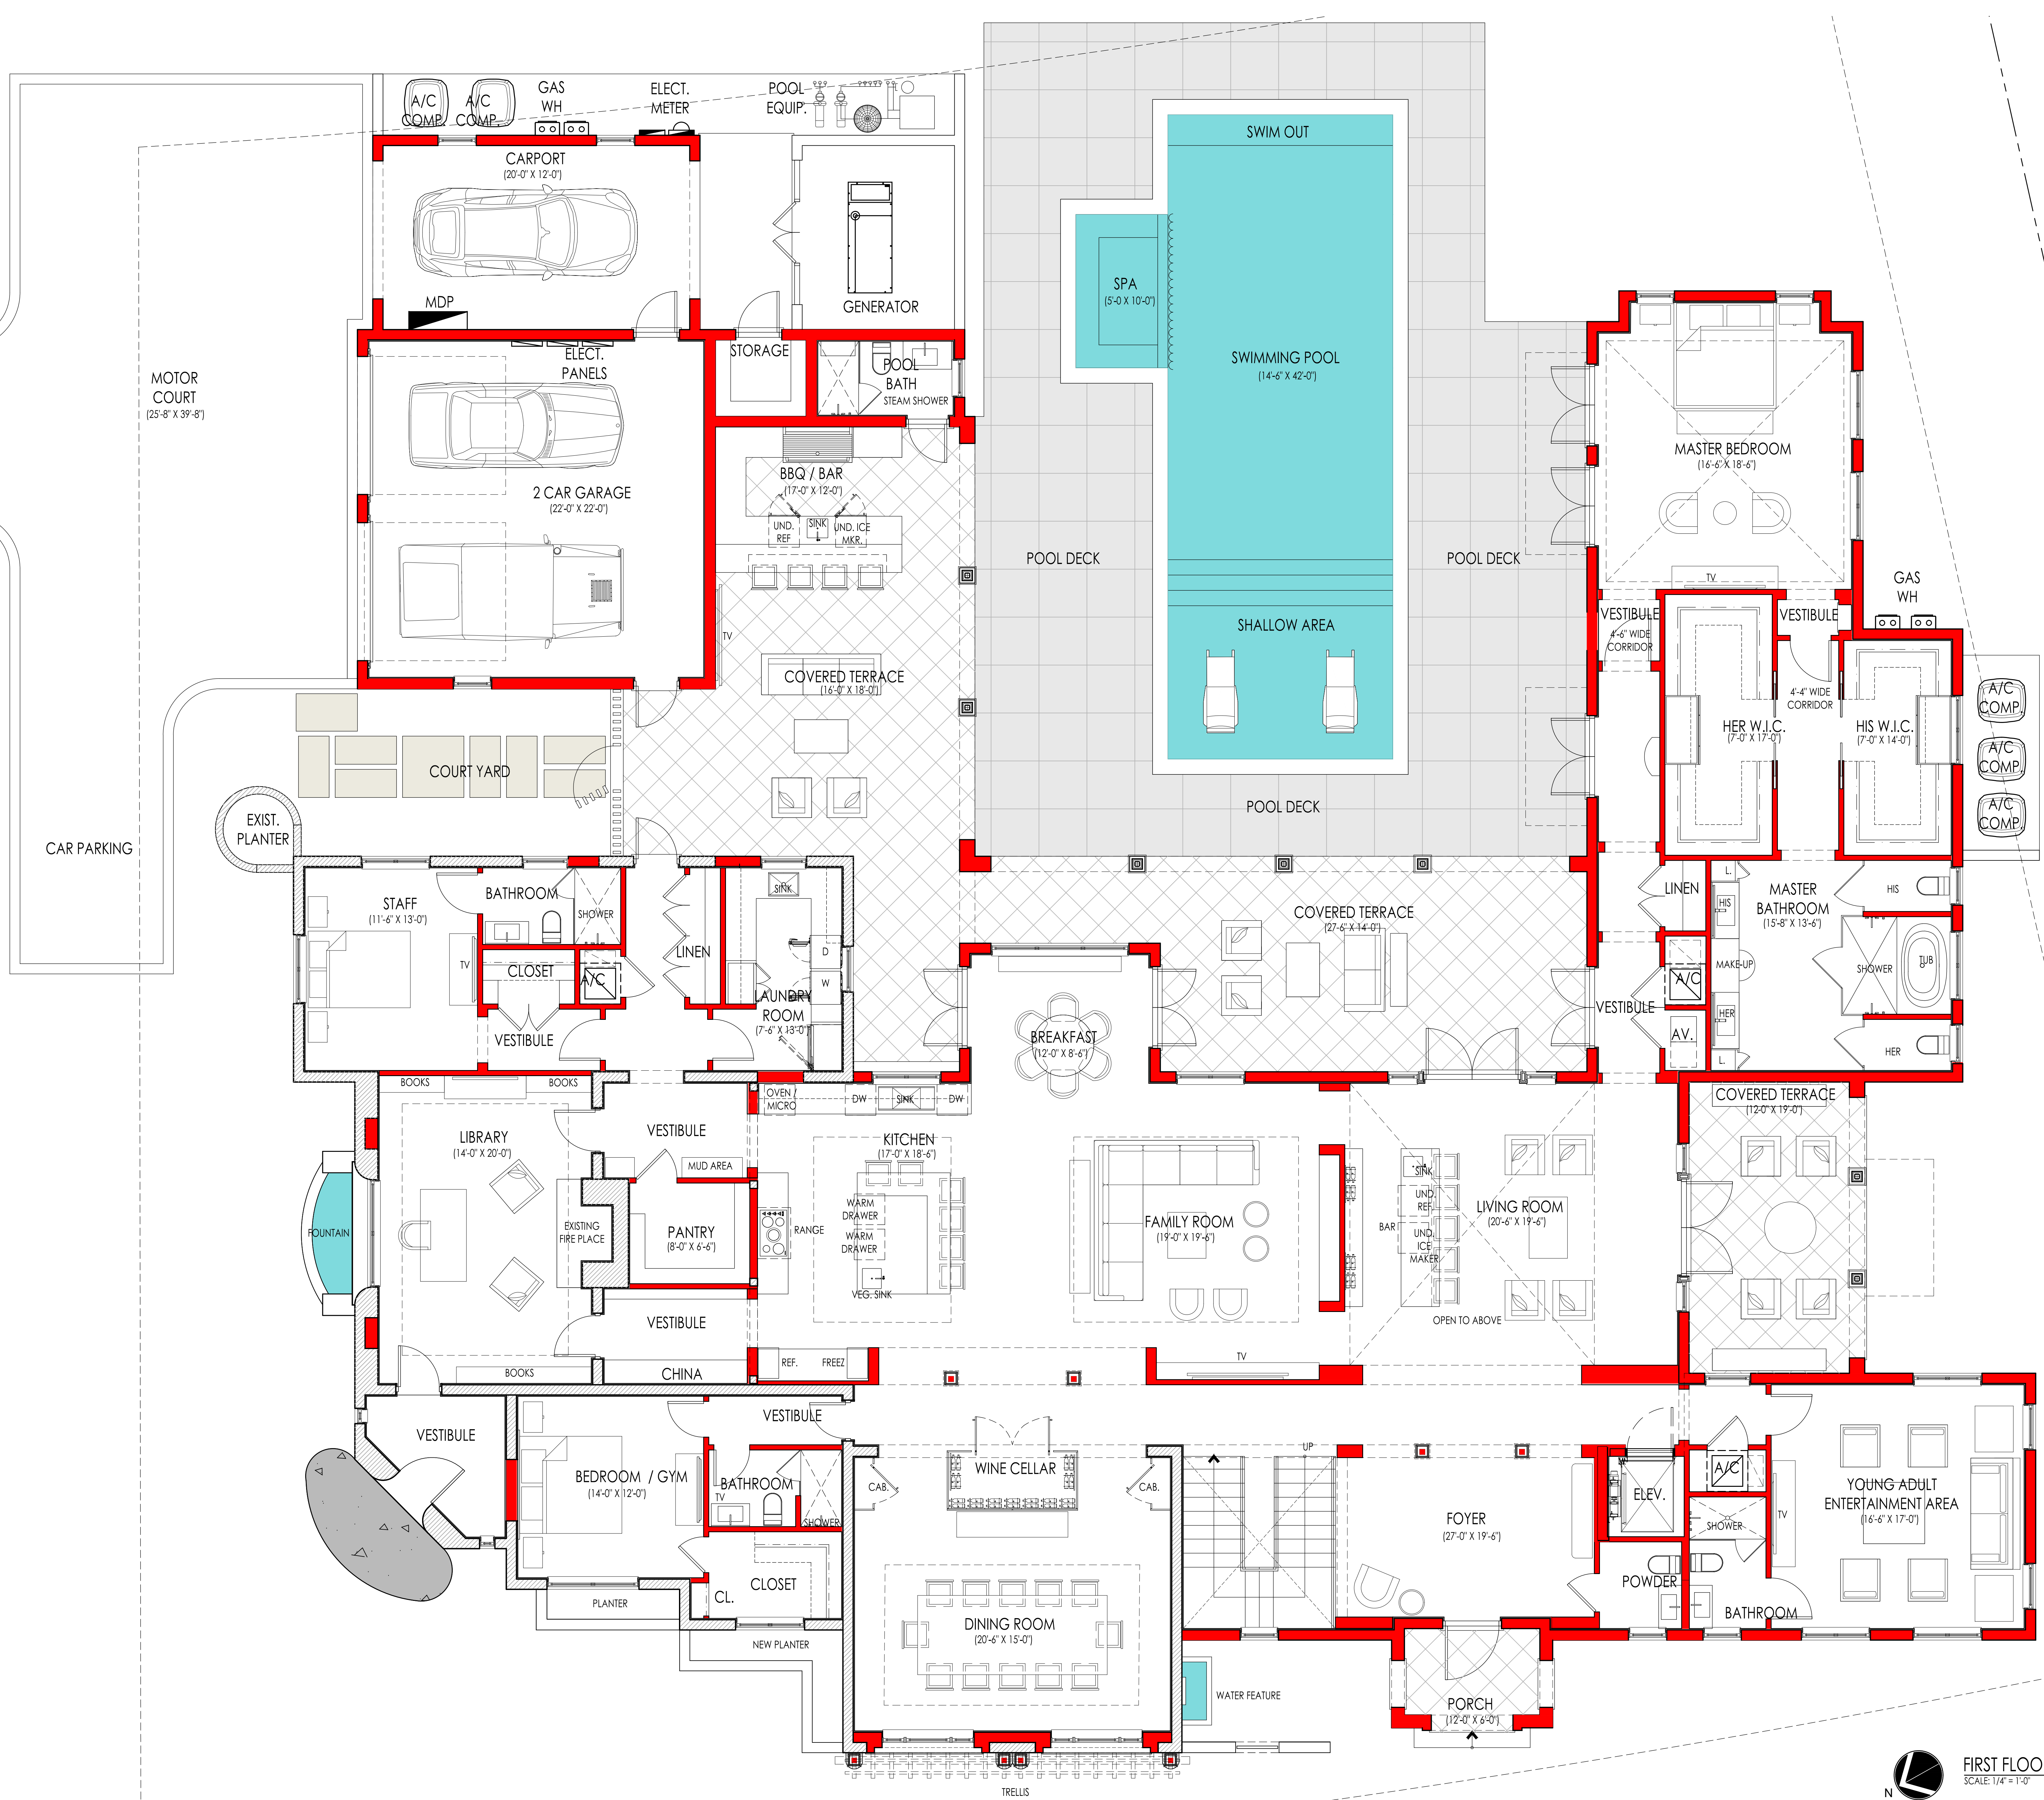 A/C
COMP.
A/C
COMP.
GAS
WH
ELECT.
METER
POOL
EQUIP.
SWIM OUT
CARPORT
(20'-0" X 12'-0")
MDP
GENERATOR
SPA
(5'-0 X 10'-0")
SWIMMING POOL
(14'-6" X 42'-0")
MOTOR
COURT
(25'-8" X 39'-8")
ELECT.
PANELS
STORAGE
POOL
BATH
STEAM SHOWER
2 CAR GARAGE
(22'-0" X 22'-0")
BBQ / BAR
(17'-0" X 12'-0")
UND.
REF
SINK
UND. ICE
MKR.
TV
POOL DECK
POOL DECK
SHALLOW AREA
POOL DECK
MASTER BEDROOM
(16'-6" X 18'-6")
TV
GAS
WH
VESTIBULE
4'-6" WIDE
CORRIDOR
VESTIBULE
4'-4" WIDE
CORRIDOR
HER W.I.C.
(7'-0" X 17'-0")
HIS W.I.C.
(7'-0" X 14'-0")
A/C
COMP.
A/C
COMP.
A/C
COMP.
COVERED TERRACE
(16'-0" X 18'-0")
COURT YARD
EXIST.
PLANTER
CAR PARKING
STAFF
(11'-6" X 13'-0")
TV
BATHROOM
SHOWER
CLOSET
A/C
LINEN
SINK
D
W
LAUNDRY
ROOM
(7'-6" X 13'-0")
VESTIBULE
COVERED TERRACE
(27'-6" X 14'-0")
BREAKFAST
(12'-0" X 8'-6")
LINEN
L.
HIS
MASTER
BATHROOM
(15'-8" X 13'-6")
HIS
MAKE-UP
SHOWER
TUB
A/C
VESTIBULE
HER
AV.
L.
HER
BOOKS
BOOKS
LIBRARY
(14'-0" X 20'-0")
VESTIBULE
MUD AREA
OVEN /
MICRO
DW
SINK
DW
KITCHEN
(17'-0" X 18'-6")
WARM
DRAWER
WARM
DRAWER
VEG. SINK
RANGE
EXISTING
FIRE PLACE
PANTRY
(8'-0" X 6'-6")
FOUNTAIN
VESTIBULE
CHINA
BOOKS
REF.
FREEZ
FAMILY ROOM
(19'-0" X 19'-6")
TV
SINK
UND.
REF.
BAR
UND.
ICE
MAKER
LIVING ROOM
(20'-6" X 19'-6")
OPEN TO ABOVE
COVERED TERRACE
(12'-0" X 19'-0")
VESTIBULE
BEDROOM / GYM
(14'-0" X 12'-0")
TV
VESTIBULE
BATHROOM
SHOWER
CL.
CLOSET
PLANTER
NEW PLANTER
CAB.
WINE CELLAR
CAB.
UP
DINING ROOM
(20'-6" X 15'-0")
FOYER
(27'-0" X 19'-6")
ELEV.
A/C
SHOWER
POWDER
BATHROOM
TV
YOUNG ADULT
ENTERTAINMENT AREA
(16'-6" X 17'-0")
WATER FEATURE
PORCH
(12'-0" X 6'-0")
TRELLIS
N
FIRST FLOO
SCALE: 1/4" = 1'-0"